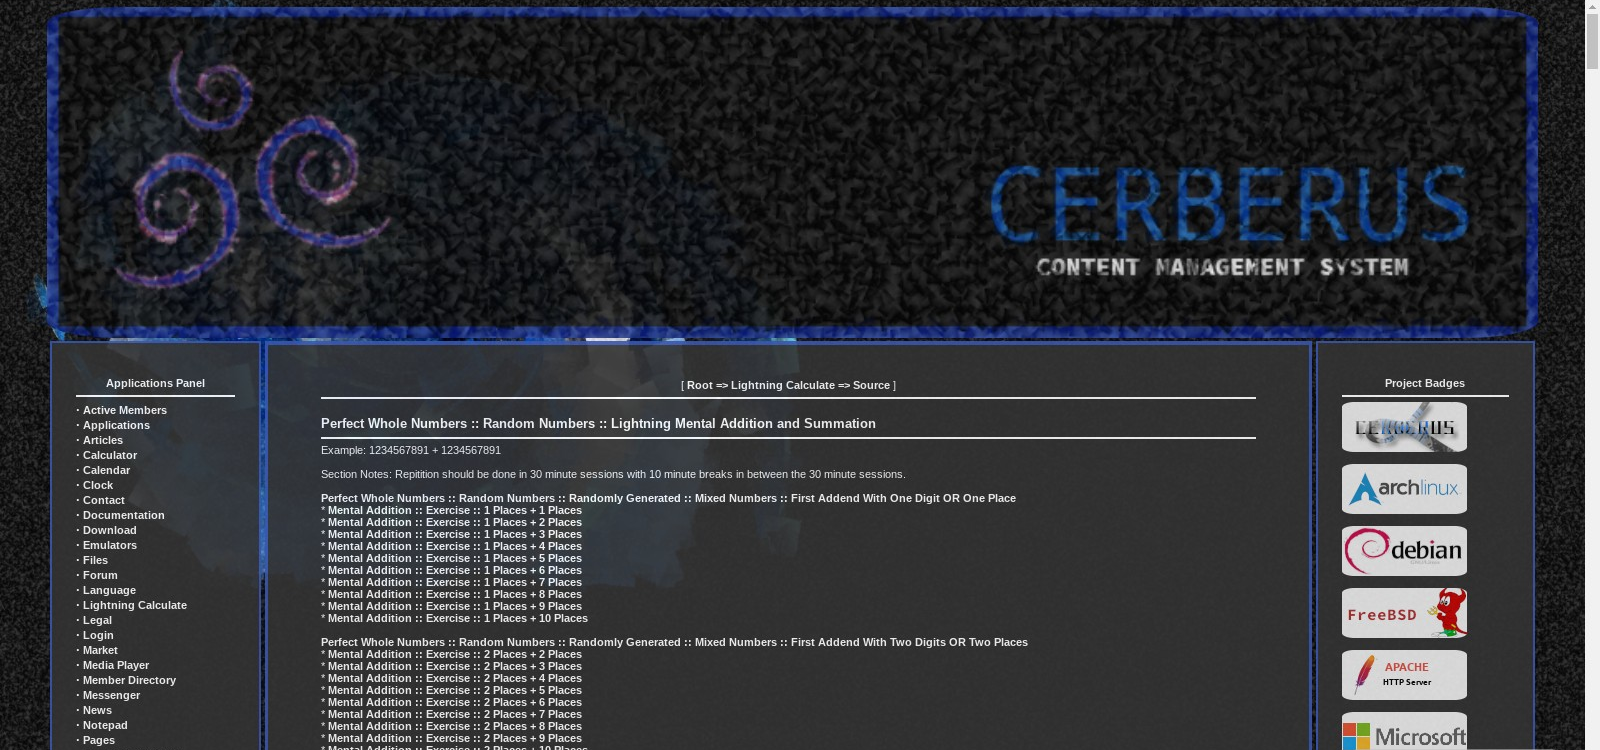 CERBERUS
CONTENT MANAGEMENT SYSTEM
Applications Panel
· Active Members
· Applications
· Articles
· Calculator
· Calendar
· Clock
· Contact
· Documentation
· Download
· Emulators
· Files
· Forum
· Language
· Lightning Calculate
· Legal
· Login
· Market
· Media Player
· Member Directory
· Messenger
· News
· Notepad
· Pages
[ Root => Lightning Calculate => Source ]
Perfect Whole Numbers :: Random Numbers :: Lightning Mental Addition and Summation
Example: 1234567891 + 1234567891
Section Notes: Repitition should be done in 30 minute sessions with 10 minute breaks in between the 30 minute sessions.
Perfect Whole Numbers :: Random Numbers :: Randomly Generated :: Mixed Numbers :: First Addend With One Digit OR One Place
* Mental Addition :: Exercise :: 1 Places + 1 Places
* Mental Addition :: Exercise :: 1 Places + 2 Places
* Mental Addition :: Exercise :: 1 Places + 3 Places
* Mental Addition :: Exercise :: 1 Places + 4 Places
* Mental Addition :: Exercise :: 1 Places + 5 Places
* Mental Addition :: Exercise :: 1 Places + 6 Places
* Mental Addition :: Exercise :: 1 Places + 7 Places
* Mental Addition :: Exercise :: 1 Places + 8 Places
* Mental Addition :: Exercise :: 1 Places + 9 Places
* Mental Addition :: Exercise :: 1 Places + 10 Places
Perfect Whole Numbers :: Random Numbers :: Randomly Generated :: Mixed Numbers :: First Addend With Two Digits OR Two Places
* Mental Addition :: Exercise :: 2 Places + 2 Places
* Mental Addition :: Exercise :: 2 Places + 3 Places
* Mental Addition :: Exercise :: 2 Places + 4 Places
* Mental Addition :: Exercise :: 2 Places + 5 Places
* Mental Addition :: Exercise :: 2 Places + 6 Places
* Mental Addition :: Exercise :: 2 Places + 7 Places
* Mental Addition :: Exercise :: 2 Places + 8 Places
* Mental Addition :: Exercise :: 2 Places + 9 Places
* Mental Addition :: Exercise :: 2 Places + 10 Places
Project Badges
CERBERUS
archlinux
debian
FreeBSD
APACHE
HTTP Server
Microsoft